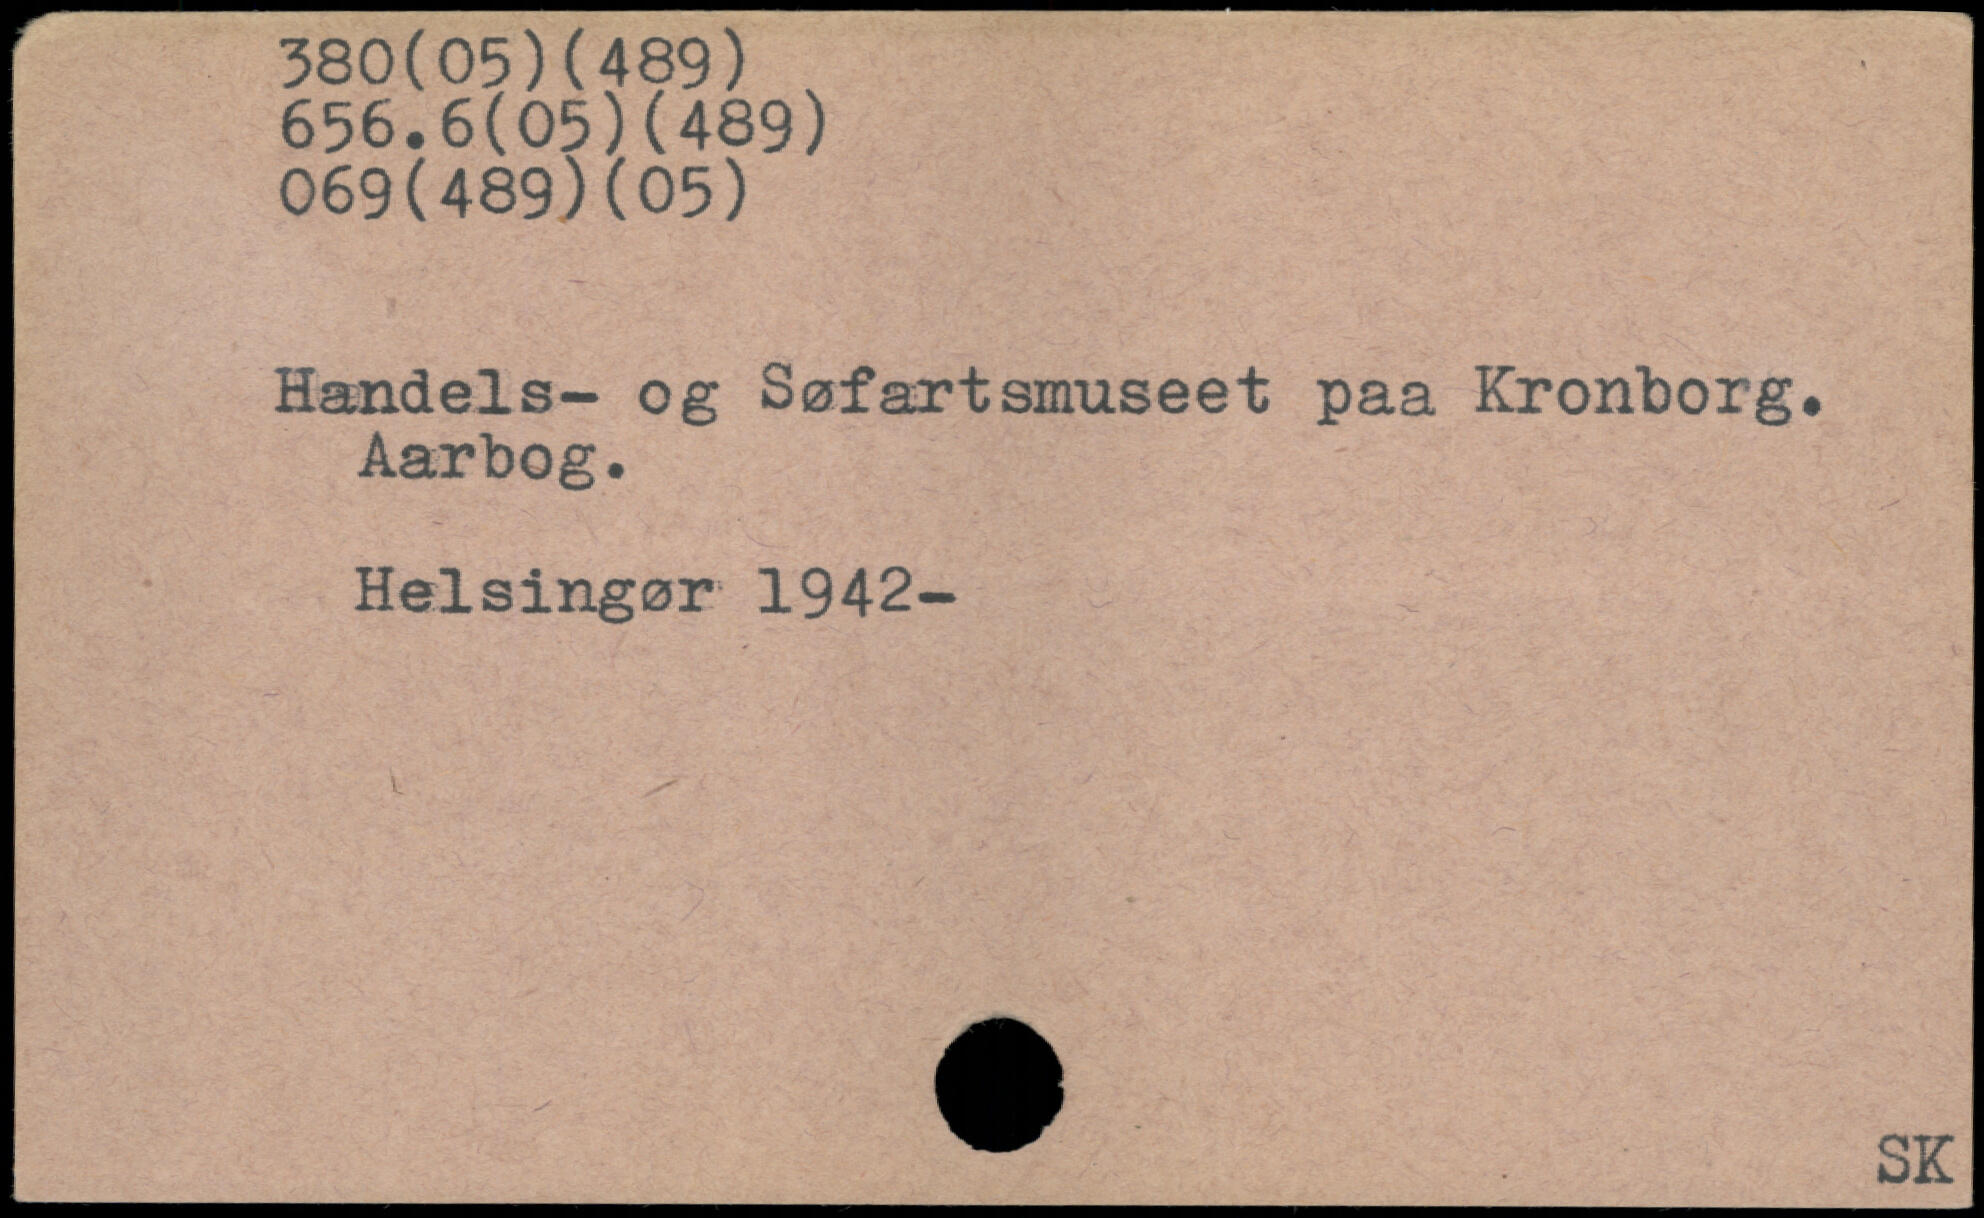 380(05)(489)
656.6(05)(489)
069(489)(05)
Handels- og Søfartsmuseet paa Kronborg.
Aarbog.
Helsingør 1942-
SK